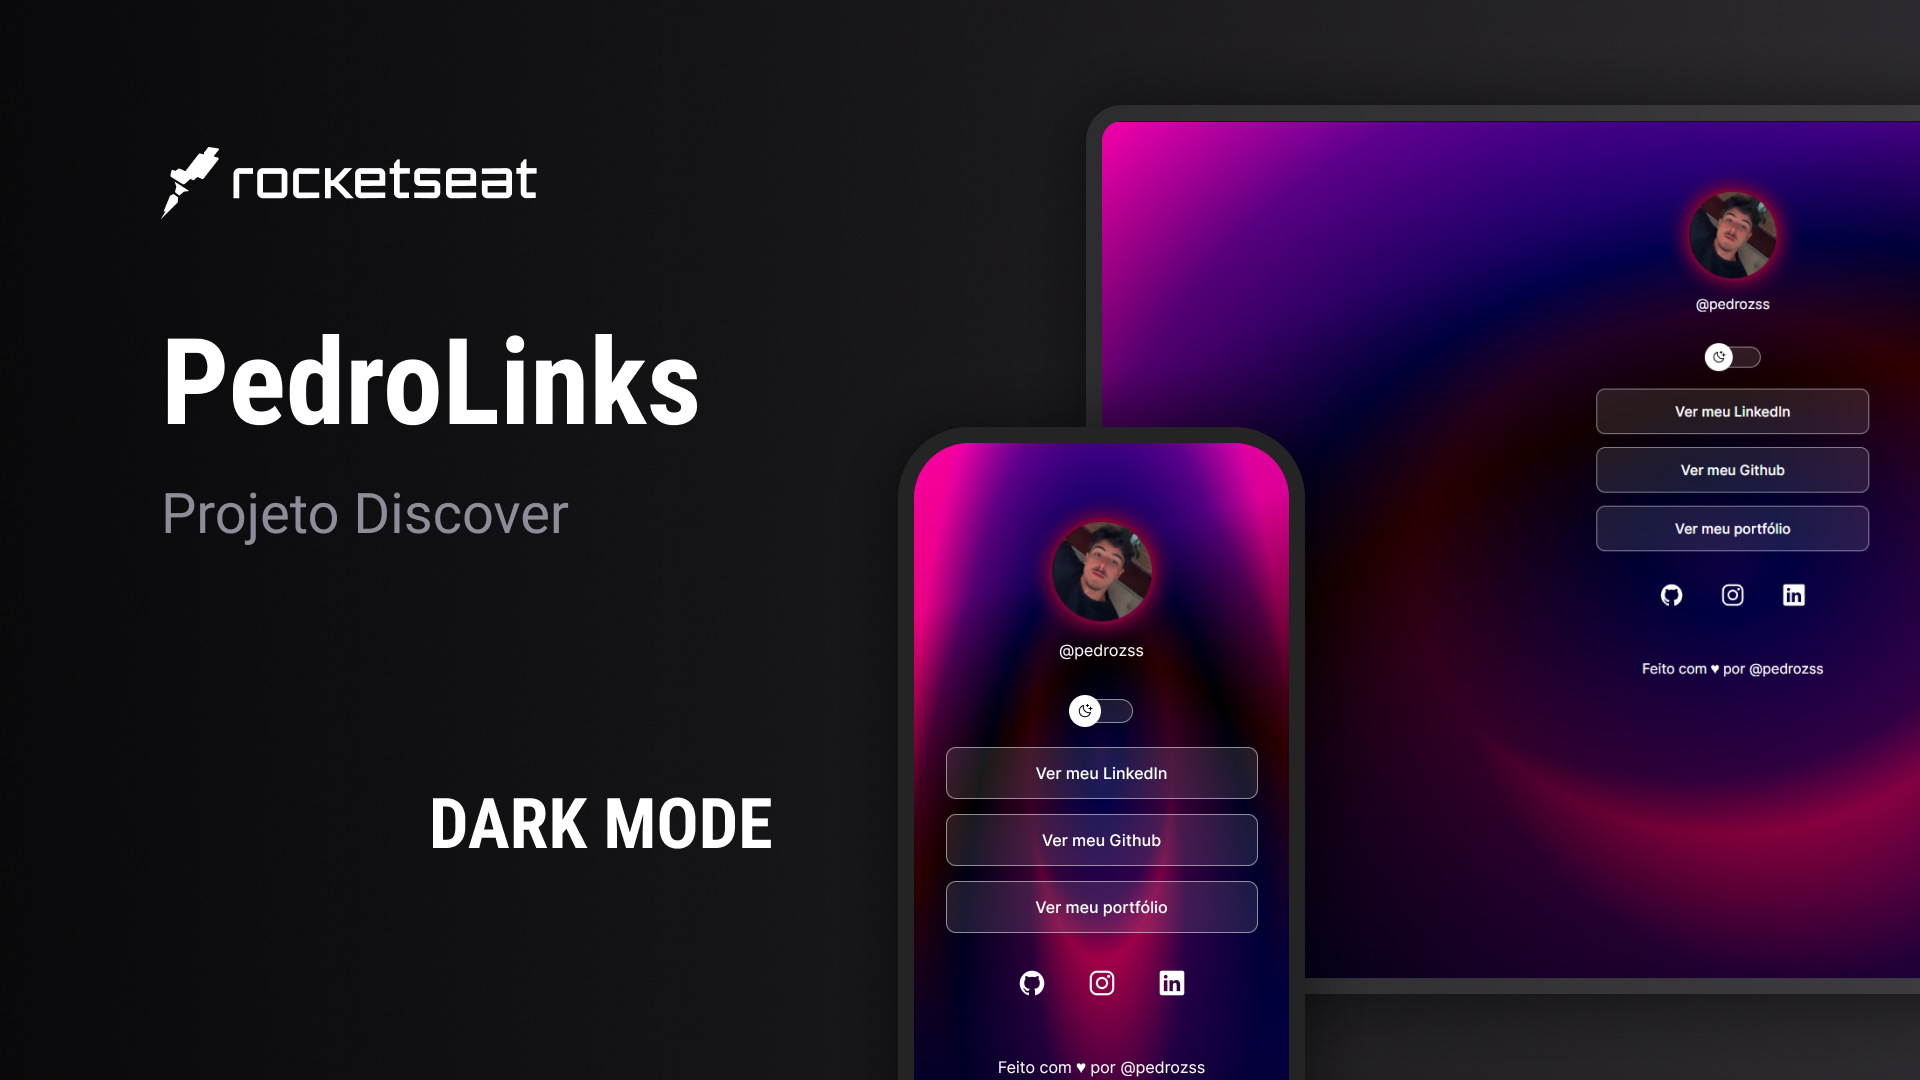 rocketseat
PedroLinks
Projeto Discover
DARK MODE
@pedrozss
Ver meu LinkedIn
Ver meu Github
Ver meu portfólio
Feito com ♥ por @pedrozss
@pedrozss
Ver meu LinkedIn
Ver meu Github
Ver meu portfólio
Feito com ♥ por @pedrozss